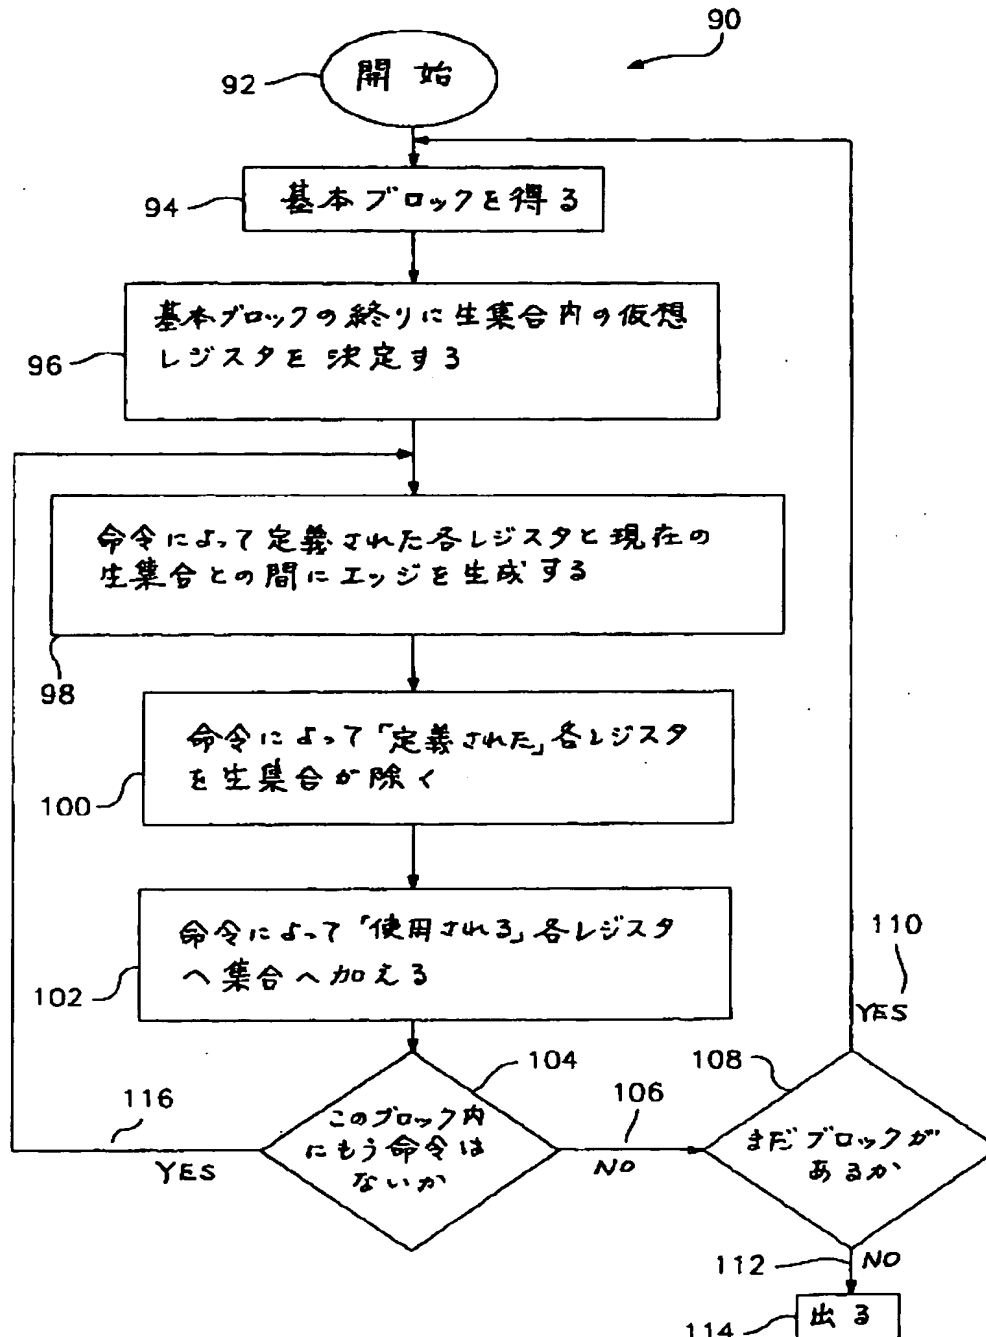 90
92
開始
94
基本ブロックを得る
96
基本ブロックの終りに生集合内の仮想
レジスタを決定する
98
命令によって定義された各レジスタと現在の
生集合との間にエッジを生成する
100
命令によって「定義された」各レジスタ
を生集合が除く
102
命令によって「使用される」各レジスタ
へ集合へ加える
104
このブロック内
にもう命令は
ないか
116
YES
106
NO
108
まだブロックが
あるか
110
YES
112
NO
114
出る